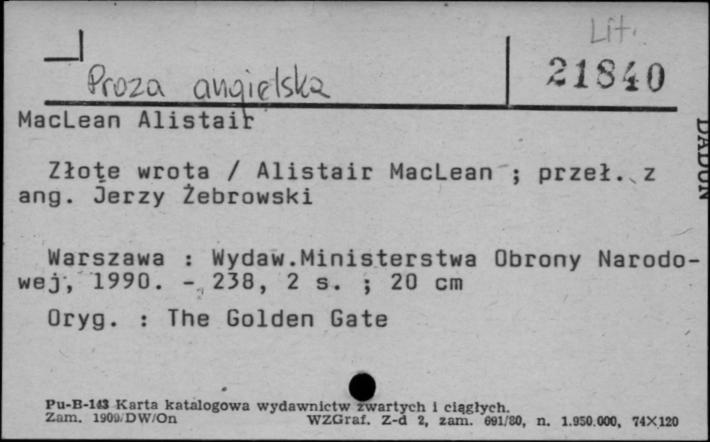 Lit.
Proza angielska
21840
MacLean Alistair
Złote wrota / Alistair MacLean ; przeł. z
ang. Jerzy Żebrowski
Warszawa : Wydaw.Ministerstwa Obrony Narodo-
wej, 1990. - 238, 2 s. ; 20 cm
Oryg. : The Golden Gate
Pu-B-143 Karta katalogowa wydawnictw zwartych i ciągłych.
Zam. 1909/DW/On WZGraf. Z-d 2, zam. 691/80, n. 1.950.000, 74×120